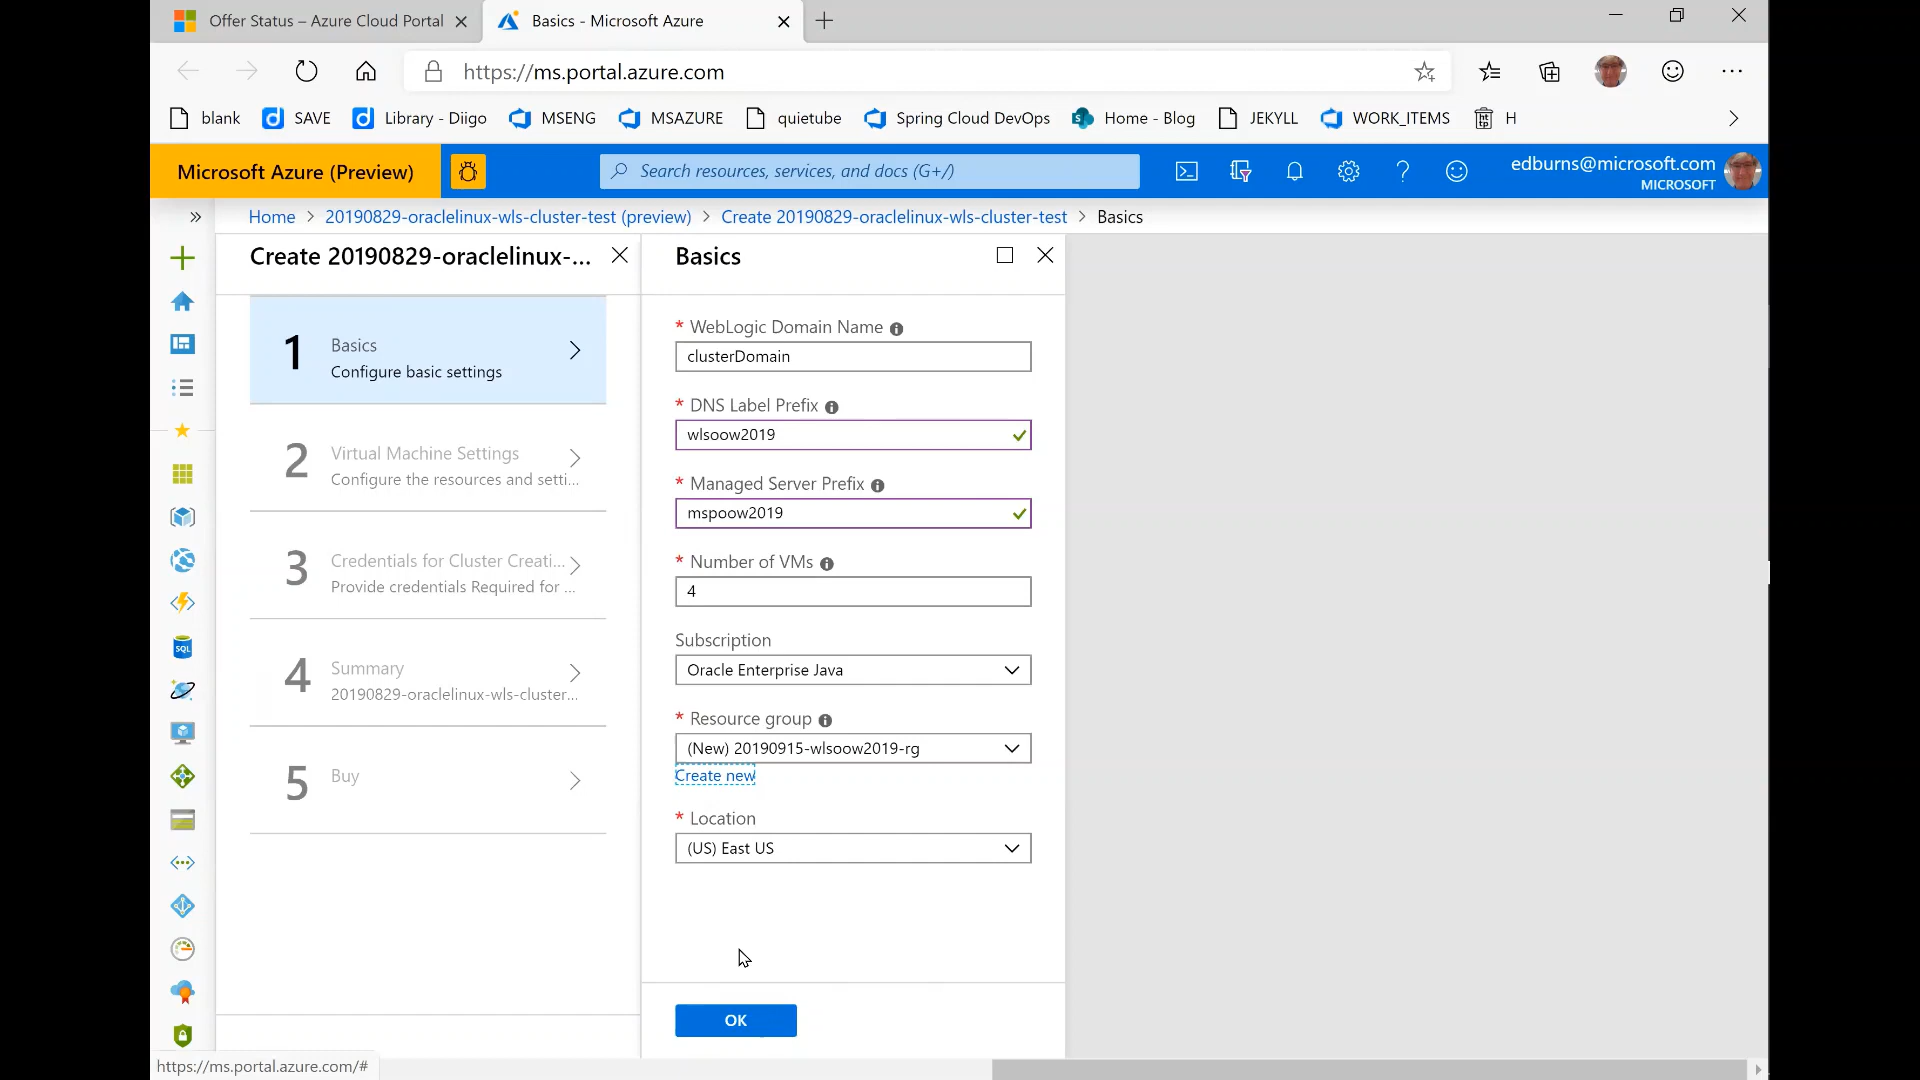 Offer Status – Azure Cloud Portal
Basics - Microsoft Azure
https://ms.portal.azure.com
blank
SAVE
Library - Diigo
MSENG
MSAZURE
quietube
Spring Cloud DevOps
Home - Blog
JEKYLL
WORK_ITEMS
H
Microsoft Azure (Preview)
Search resources, services, and docs (G+/)
edburns@microsoft.com
MICROSOFT
Home > 20190829-oraclelinux-wls-cluster-test (preview) > Create 20190829-oraclelinux-wls-cluster-test > Basics
Create 20190829-oraclelinux-...
1
Basics
Configure basic settings
2
Virtual Machine Settings
Configure the resources and setti...
3
Credentials for Cluster Creati...
Provide credentials Required for ...
4
Summary
20190829-oraclelinux-wls-cluster...
5
Buy
Basics
* WebLogic Domain Name
clusterDomain
* DNS Label Prefix
wlsoow2019
* Managed Server Prefix
mspoow2019
* Number of VMs
4
Subscription
Oracle Enterprise Java
* Resource group
(New) 20190915-wlsoow2019-rg
Create new
* Location
(US) East US
OK
SQL
https://ms.portal.azure.com/#